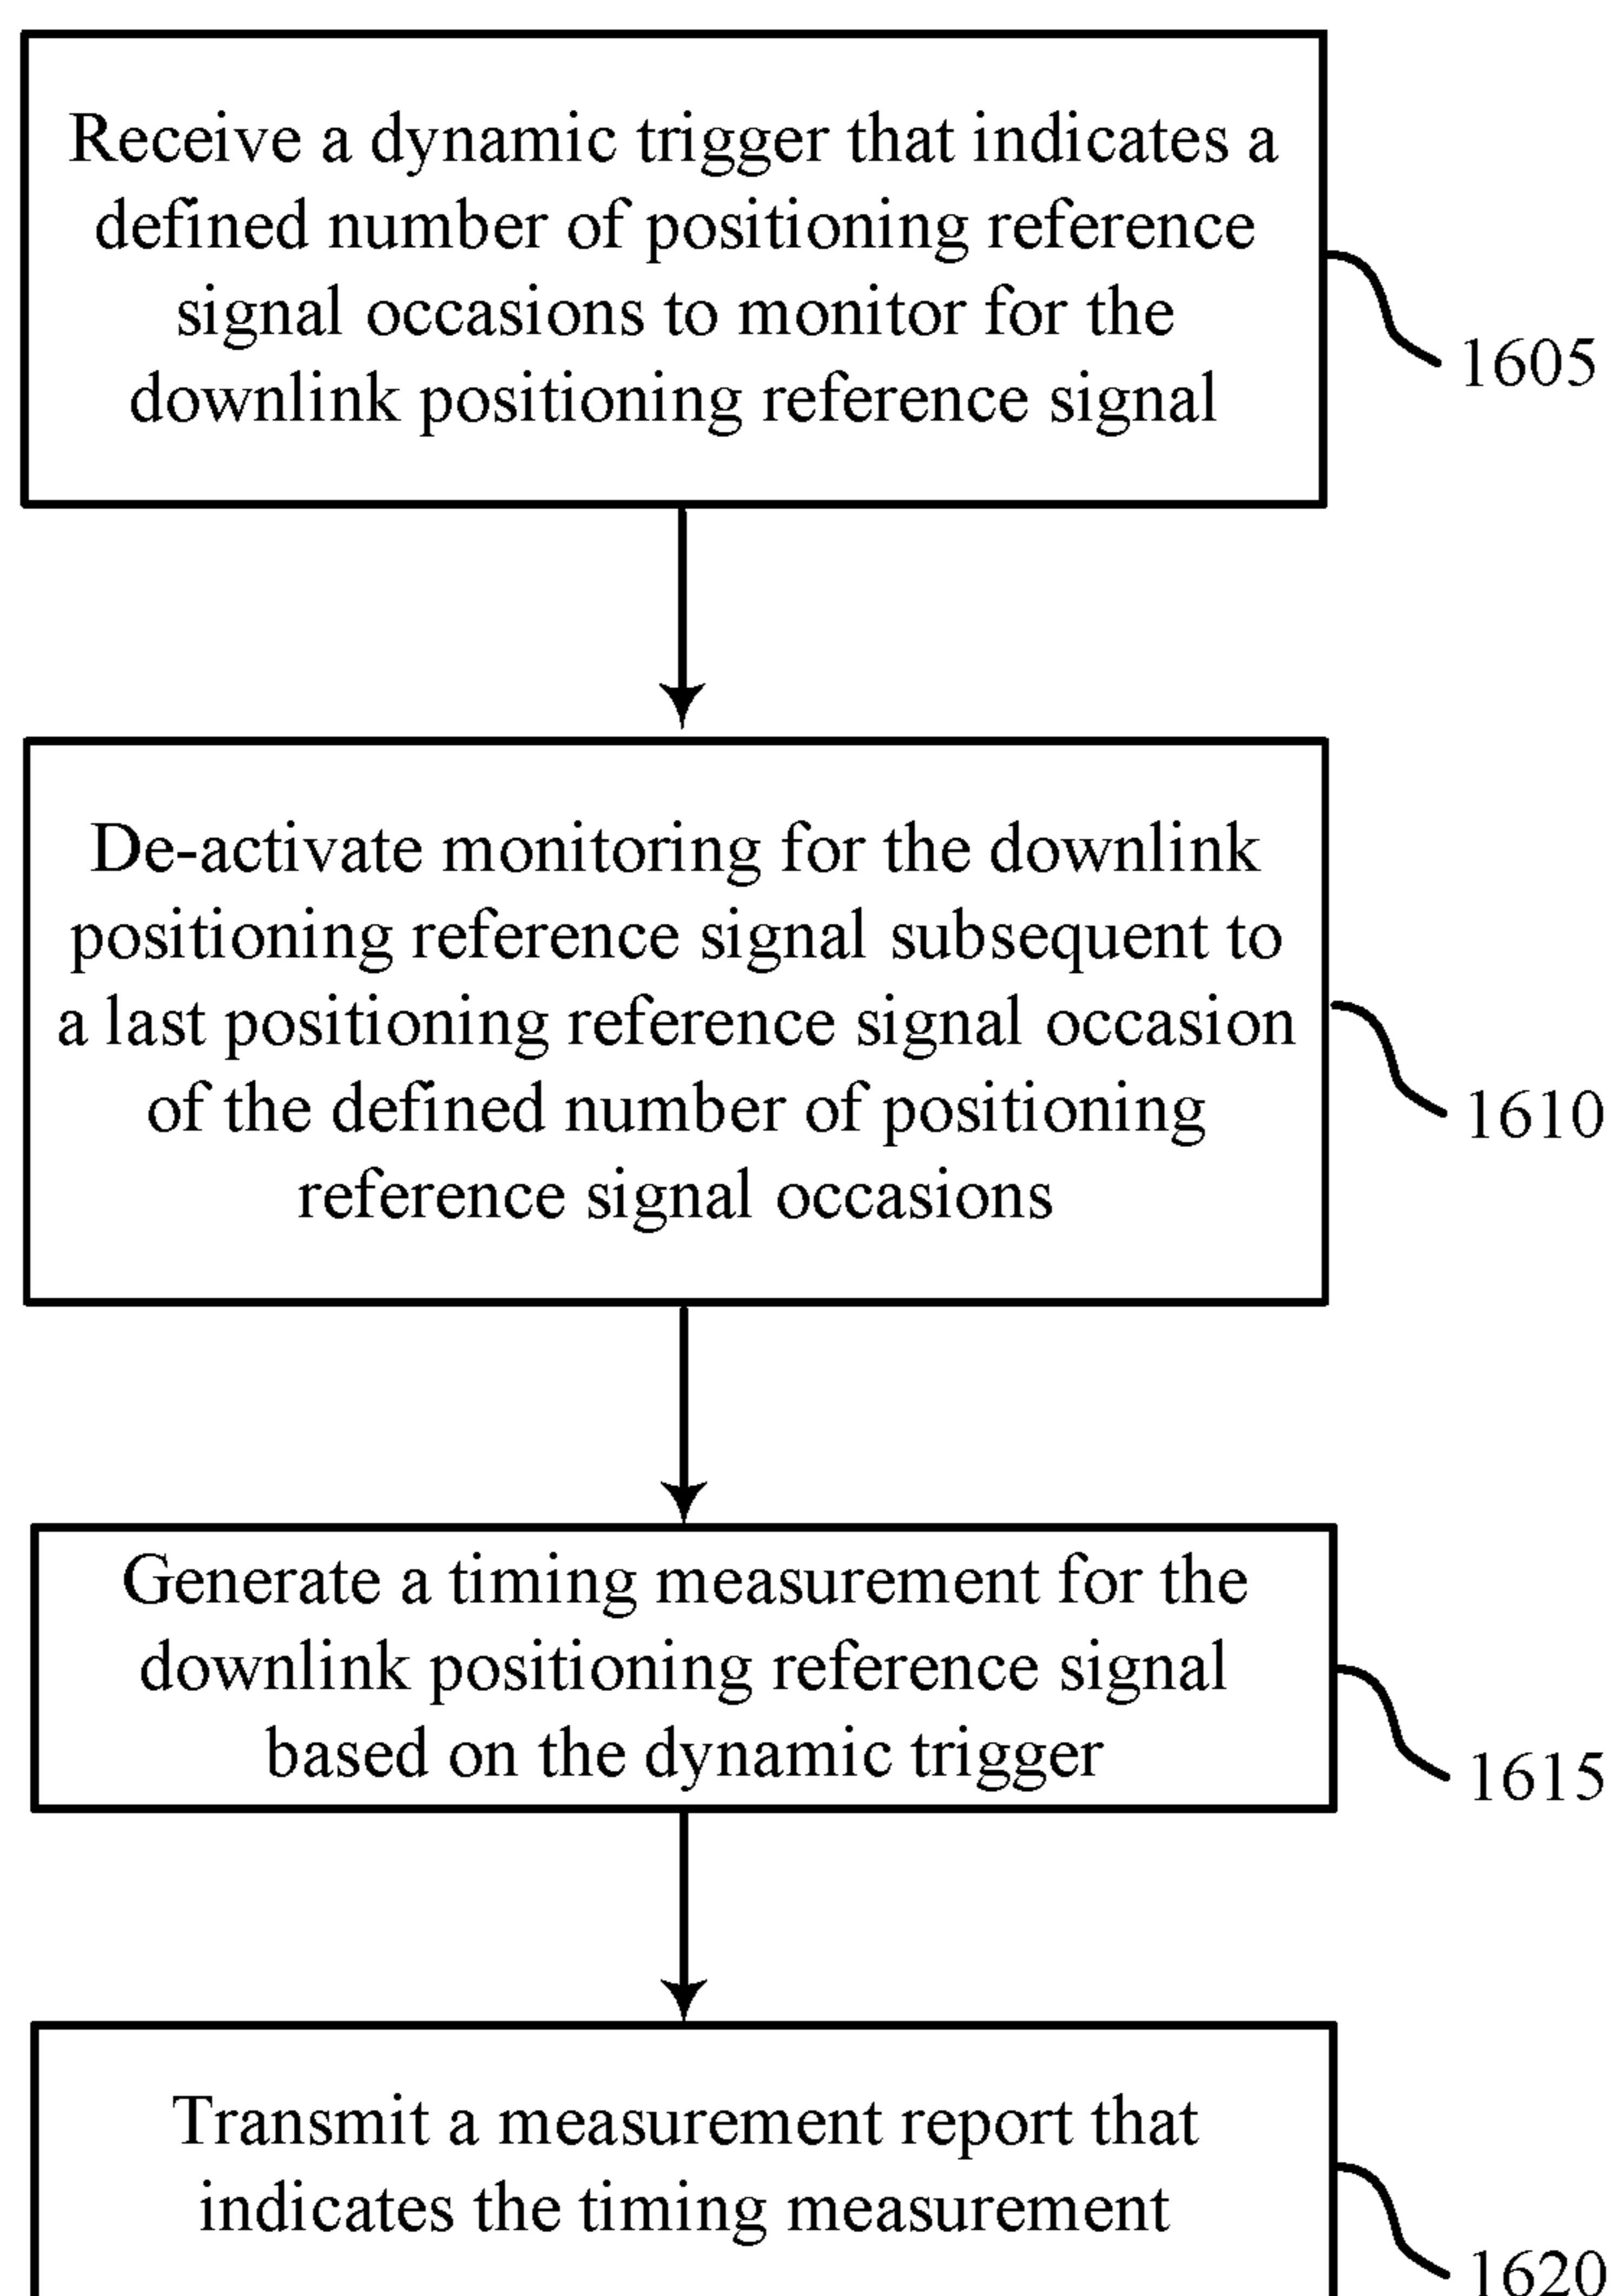 Receive a dynamic trigger that indicates a
defined number of positioning reference
signal occasions to monitor for the
downlink positioning reference signal
1605
De-activate monitoring for the downlink
positioning reference signal subsequent to
a last positioning reference signal occasion
of the defined number of positioning
reference signal occasions
1610
Generate a timing measurement for the
downlink positioning reference signal
based on the dynamic trigger
1615
Transmit a measurement report that
indicates the timing measurement
1620